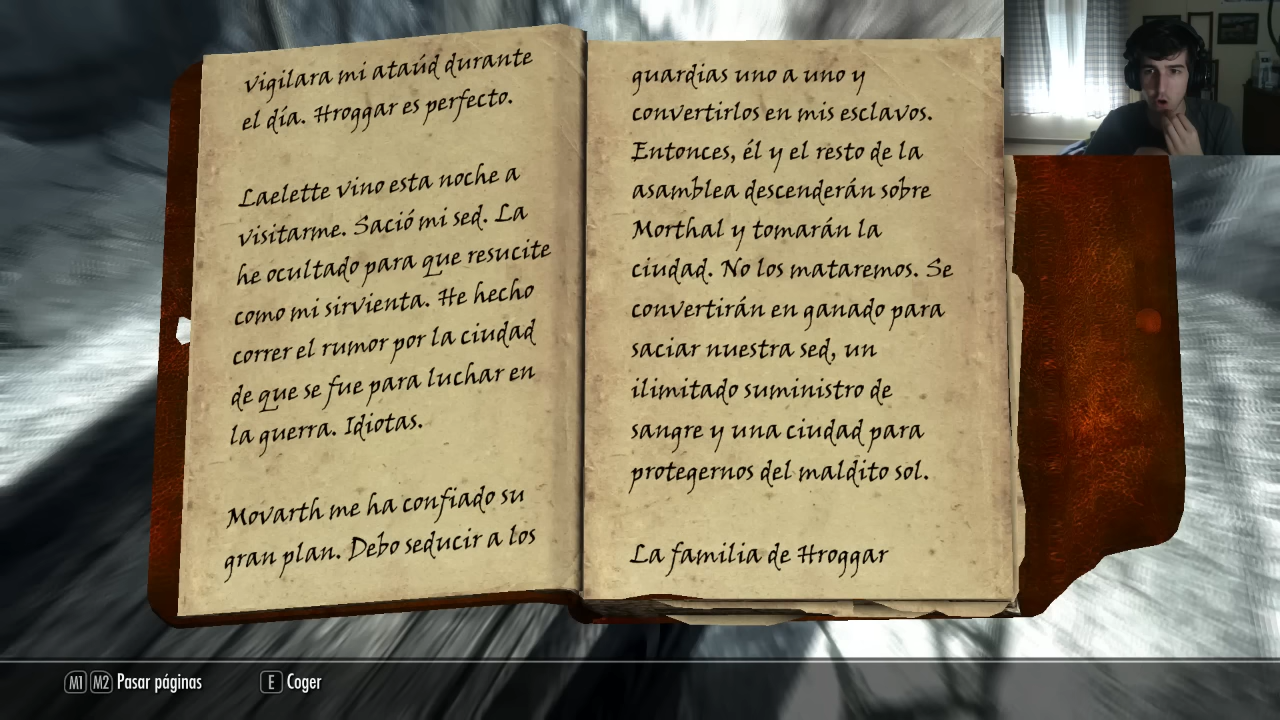 vigilara mi ataúd durante
el día. Hroggar es perfecto.
Laelette vino esta noche a
visitarme. Sació mi sed. La
he ocultado para que resucite
como mi sirvienta. He hecho
correr el rumor por la ciudad
de que se fue para luchar en
la guerra. Idiotas.
Movarth me ha confiado su
gran plan. Debo seducir a los
guardias uno a uno y
convertirlos en mis esclavos.
Entonces, él y el resto de la
asamblea descenderán sobre
Morthal y tomarán la
ciudad. No los mataremos. Se
convertirán en ganado para
saciar nuestra sed, un
ilimitado suministro de
sangre y una ciudad para
protegernos del maldito sol.
La familia de Hroggar
M1 M2 Pasar páginas E Coger